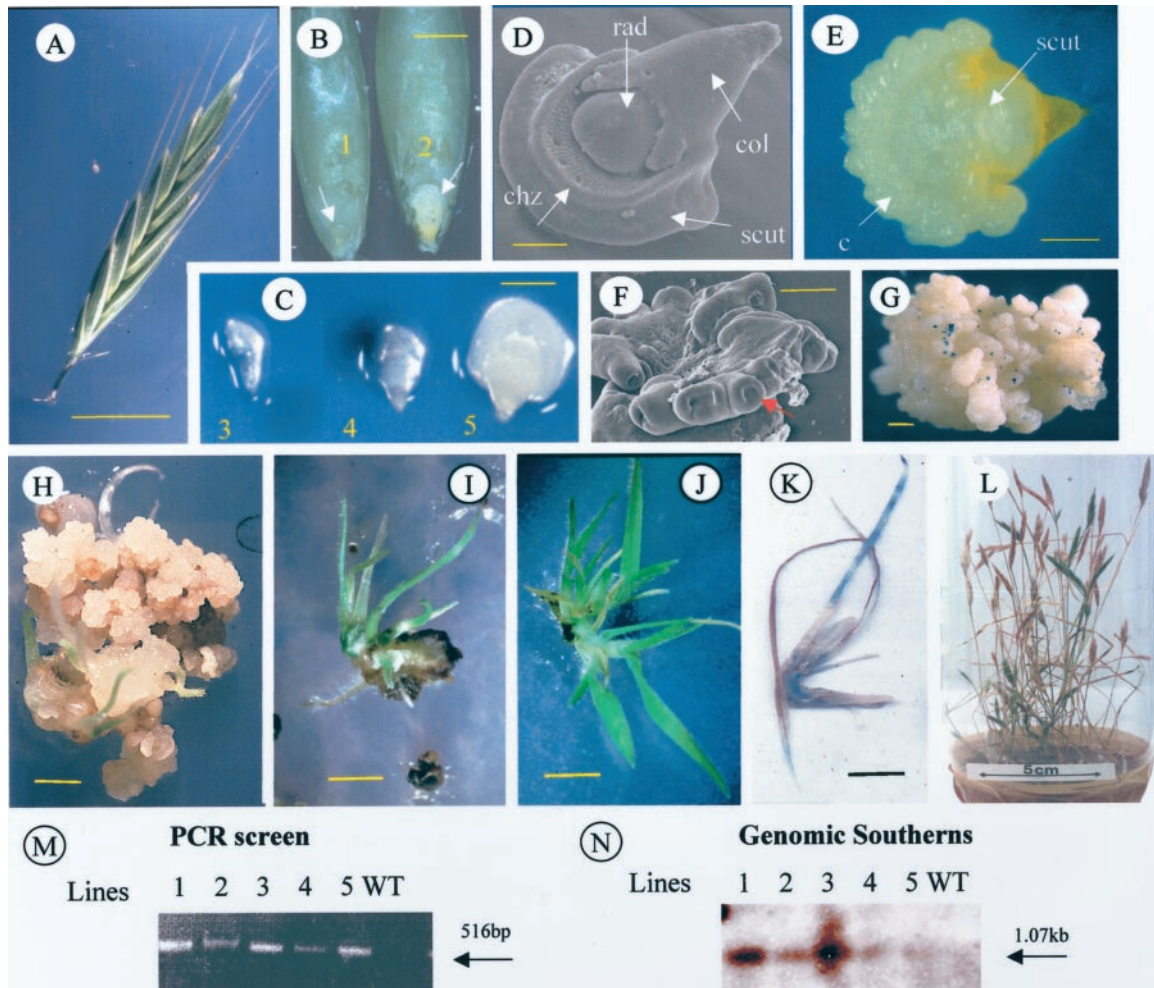 A
B
1
2
D
rad
col
chz
scut
E
scut
c
C
3
4
5
F
G
H
I
J
K
L
5cm
M
PCR screen
Lines 1 2 3 4 5 WT
516bp
N
Genomic Southerns
Lines 1 2 3 4 5 WT
1.07kb